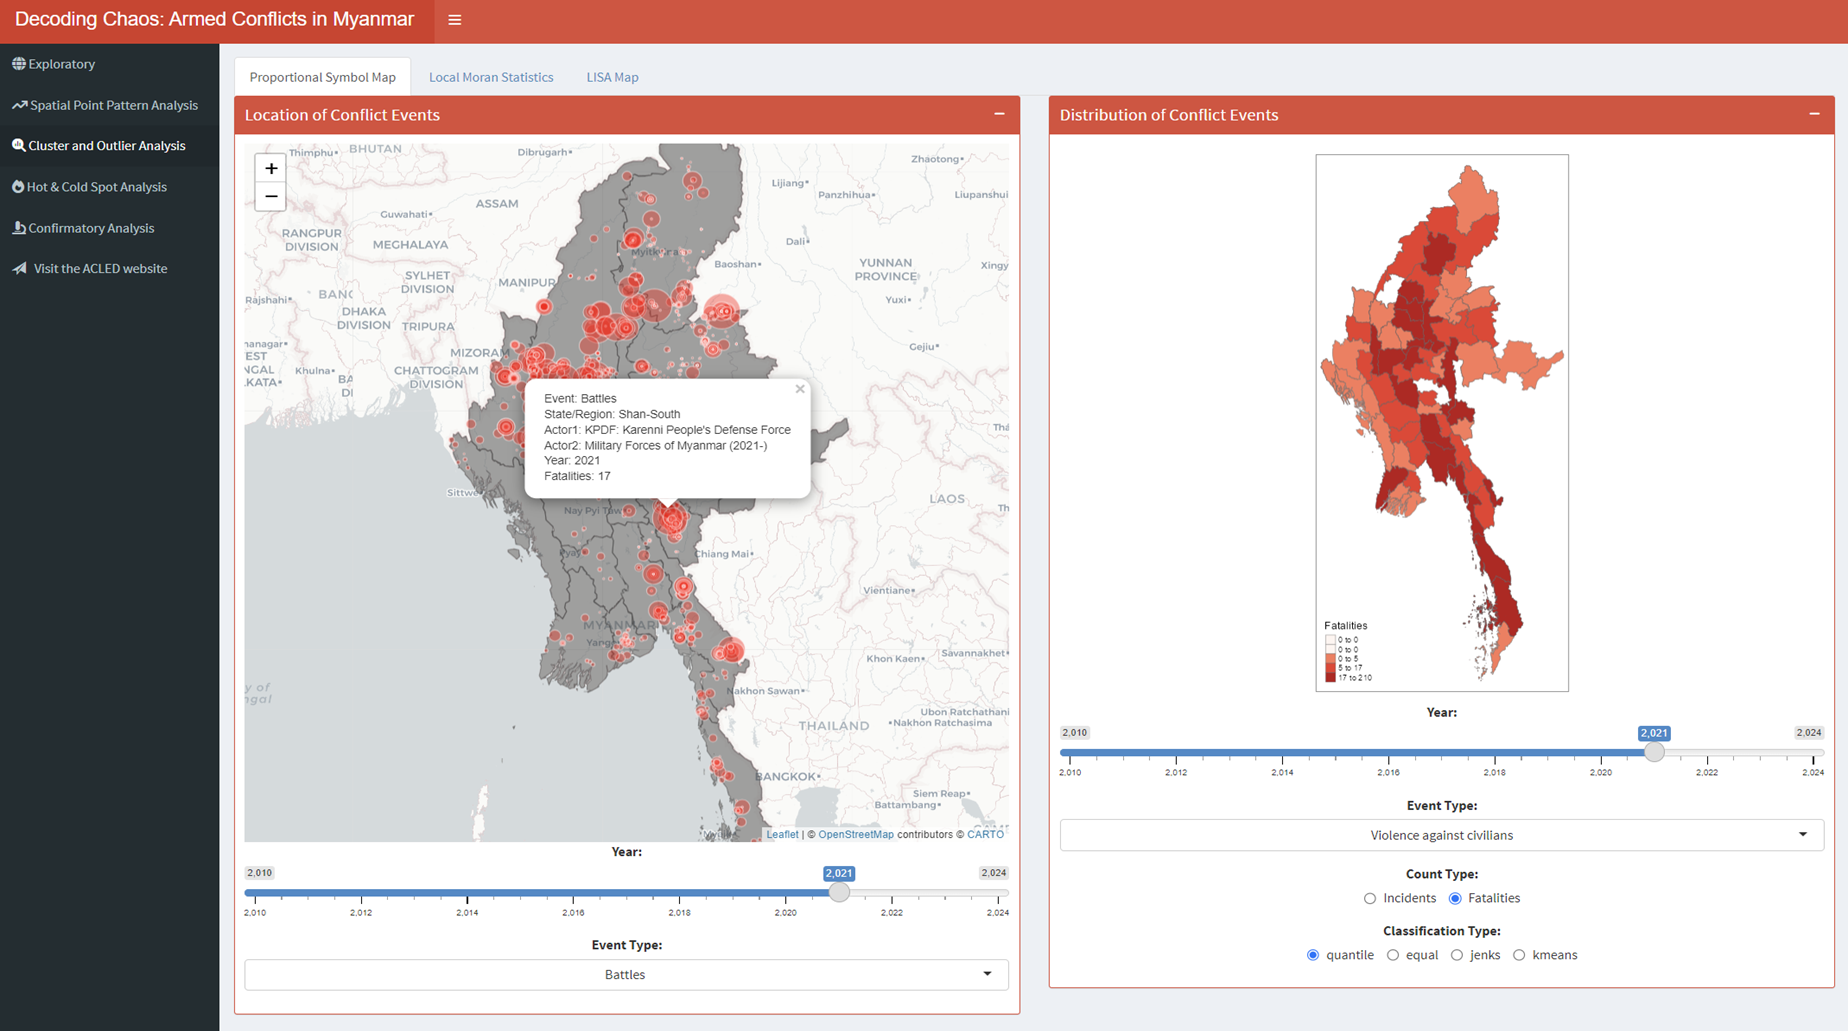 Decoding Chaos: Armed Conflicts in Myanmar
Exploratory
Spatial Point Pattern Analysis
Cluster and Outlier Analysis
Hot & Cold Spot Analysis
Confirmatory Analysis
Visit the ACLED website
Proportional Symbol Map
Local Moran Statistics
LISA Map
Location of Conflict Events
+
−
Thimphu
BHUTAN
Dibrugarh
Zhaotong
Lijiang
Panzhihua
Liupanshui
ASSAM
Guwahati
RANGPUR
DIVISION
MEGHALAYA
Dali
Myitkyina
Baoshan
YUNNAN
PROVINCE
Xingy
SYLHET
DIVISION
MANIPUR
Rajshahi
BANG
DHAKA
DIVISION
TRIPURA
Yuxi
hanagar
EST
NGAL
KATA
Khulna
BA
DI
MIZORAM
CHATTOGRAM
DIVISION
Gejiu
Event: Battles
State/Region: Shan-South
Actor1: KPDF: Karenni People's Defense Force
Actor2: Military Forces of Myanmar (2021-)
Year: 2021
Fatalities: 17
×
Tha
Sittwe
LAOS
Th
Nay Pyi Taw
Chiang Mai
Vientiane
MYANMAR
Yang
Khon Kaen
Savannakhet
y of
ngal
Nakhon Sawan
THAILAND
Ubon Ratchathani
Nakhon Ratchasima
BANGKOK
Siem Reap
Battambang
Leaflet | © OpenStreetMap contributors © CARTO
Year:
2,010
2,021
2,024
2,010 2,012 2,014 2,016 2,018 2,020 2,022 2,024
Event Type:
Battles
Distribution of Conflict Events
Fatalities
0 to 0
0 to 0
0 to 5
5 to 17
17 to 210
Year:
2,010
2,021
2,024
2,010 2,012 2,014 2,016 2,018 2,020 2,022 2,024
Event Type:
Violence against civilians
Count Type:
Incidents Fatalities
Classification Type:
quantile equal jenks kmeans